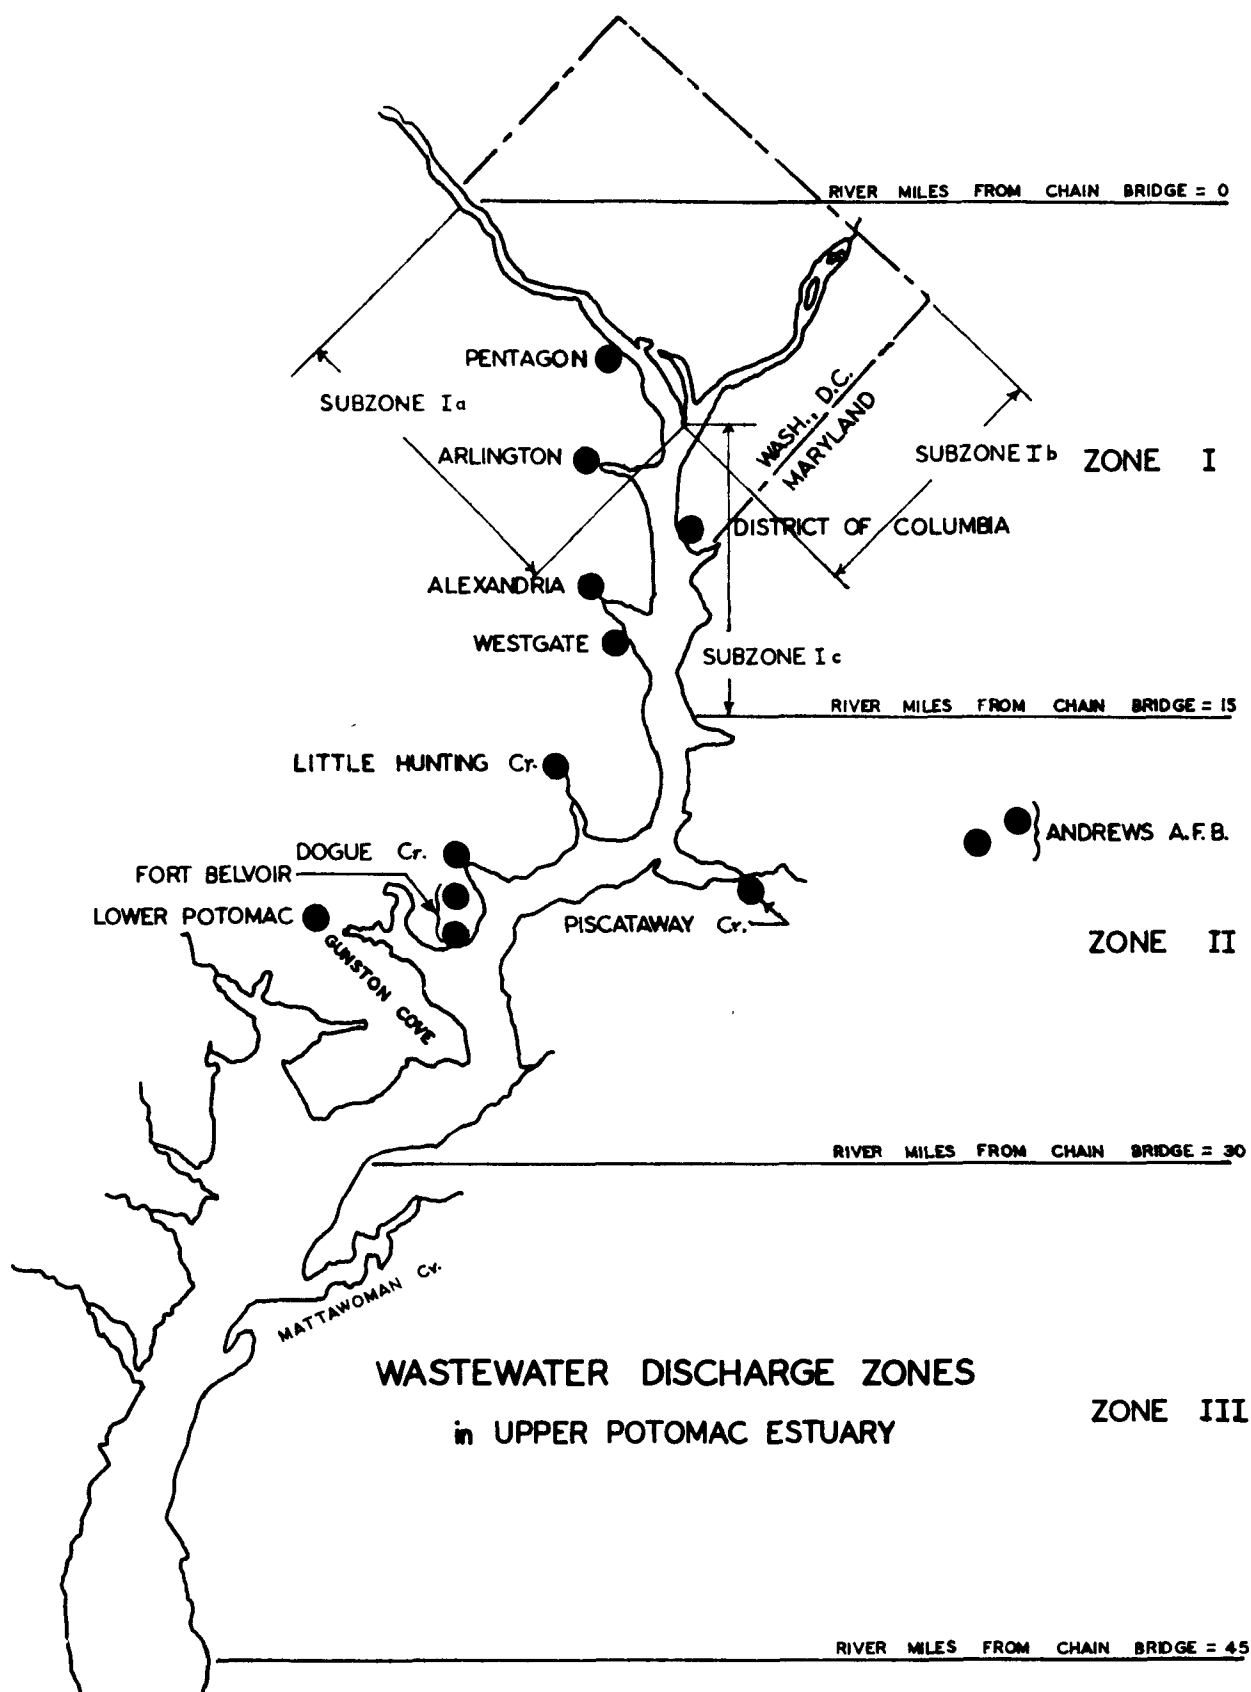 RIVER MILES FROM CHAIN BRIDGE = 0
PENTAGON
SUBZONE Ia
WASH., D.C.
MARYLAND
ARLINGTON
SUBZONE Ib
ZONE I
DISTRICT OF COLUMBIA
ALEXANDRIA
WESTGATE
SUBZONE Ic
RIVER MILES FROM CHAIN BRIDGE = 15
LITTLE HUNTING Cr.
ANDREWS A.F.B.
DOGUE Cr.
FORT BELVOIR
LOWER POTOMAC
PISCATAWAY Cr.
GUNSTON COVE
ZONE II
RIVER MILES FROM CHAIN BRIDGE = 30
MATTAWOMAN Cr.
WASTEWATER DISCHARGE ZONES
in UPPER POTOMAC ESTUARY
ZONE III
RIVER MILES FROM CHAIN BRIDGE = 45